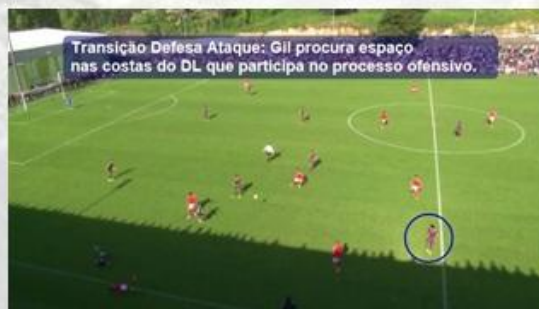 Transição Defesa Ataque: Gil procura espaço
nas costas do DL que participa no processo ofensivo.